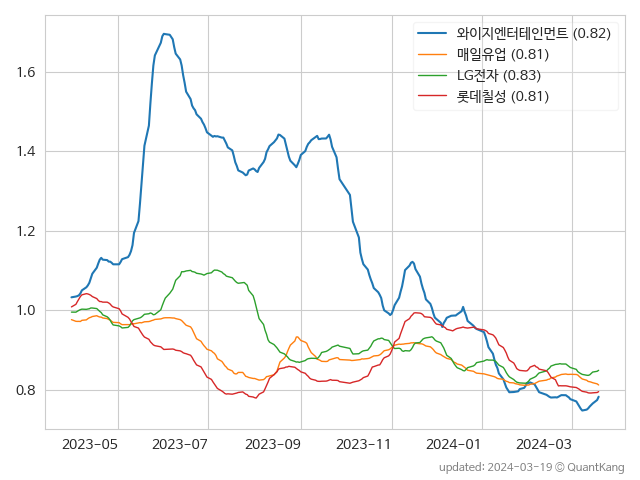 와이지엔터테인먼트 (0.82)
매일유업 (0.81)
LG전자 (0.83)
롯데칠성 (0.81)
1.6
1.4
1.2
1.0
0.8
2023-05 2023-07 2023-09 2023-11 2024-01 2024-03
updated: 2024-03-19 © QuantKang